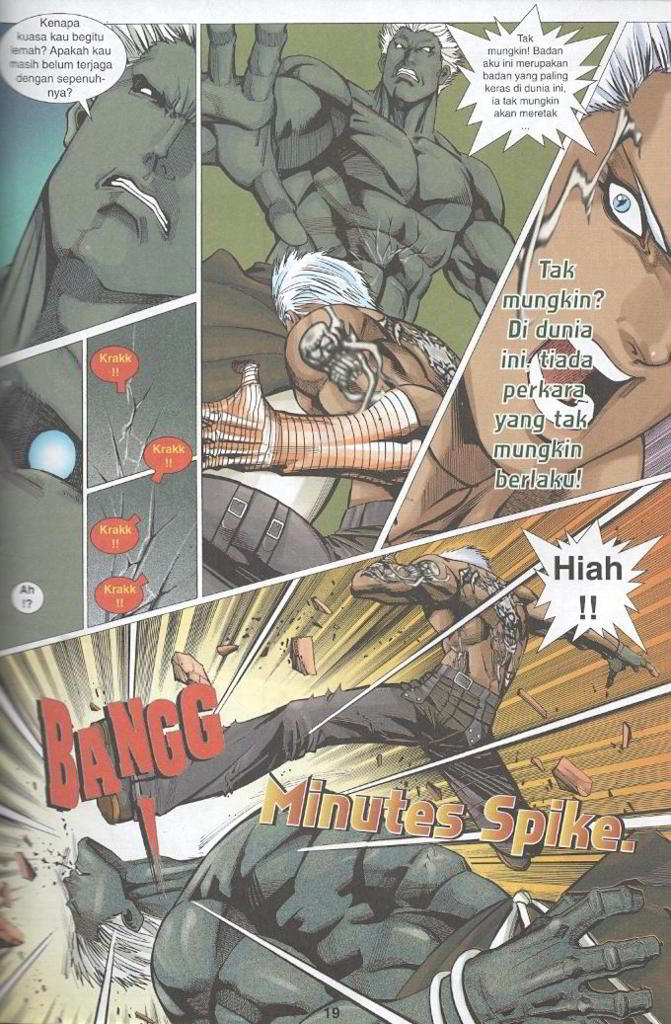 Kenapa
kuasa kau begitu
lemah? Apakah kau
masih belum terjaga
dengan sepenuh-
nya?
Tak
mungkin! Badan
aku ini merupakan
badan yang paling
keras di dunia ini,
ia tak mungkin
akan meretak
...
Tak
mungkin?
Di dunia
ini, tiada
perkara
yang tak
mungkin
berlaku!
Krakk
!!
Krakk
!!
Krakk
!!
Krakk
!!
Ah
!?
Hiah
!!
BANGG
!
Minutes Spike.
19